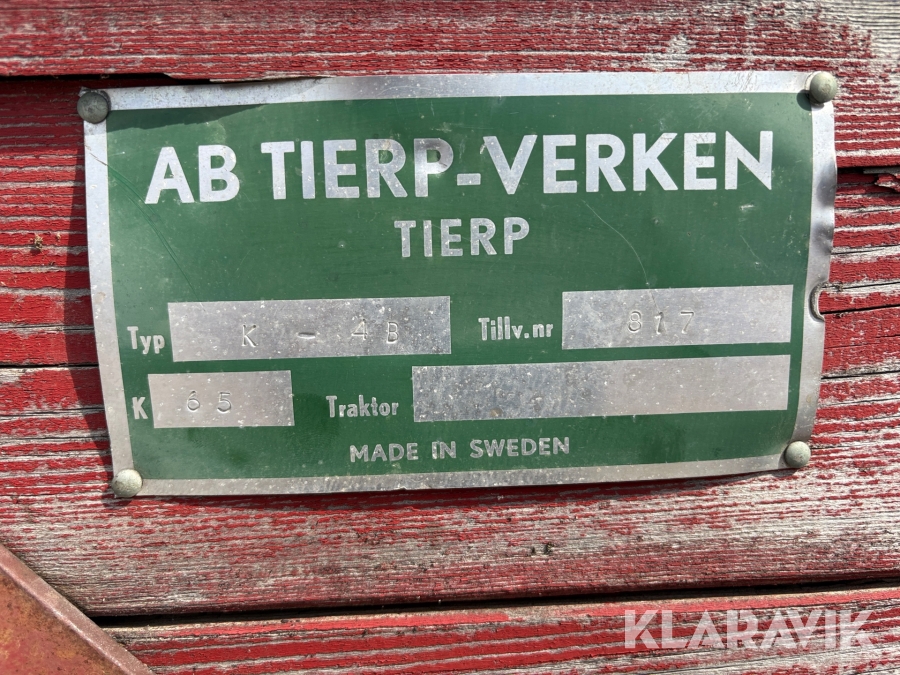 AB TIERP-VERKEN
TIERP
Typ K - 4B Tillv.nr 817
K 65 Traktor
MADE IN SWEDEN
KLARAVIK